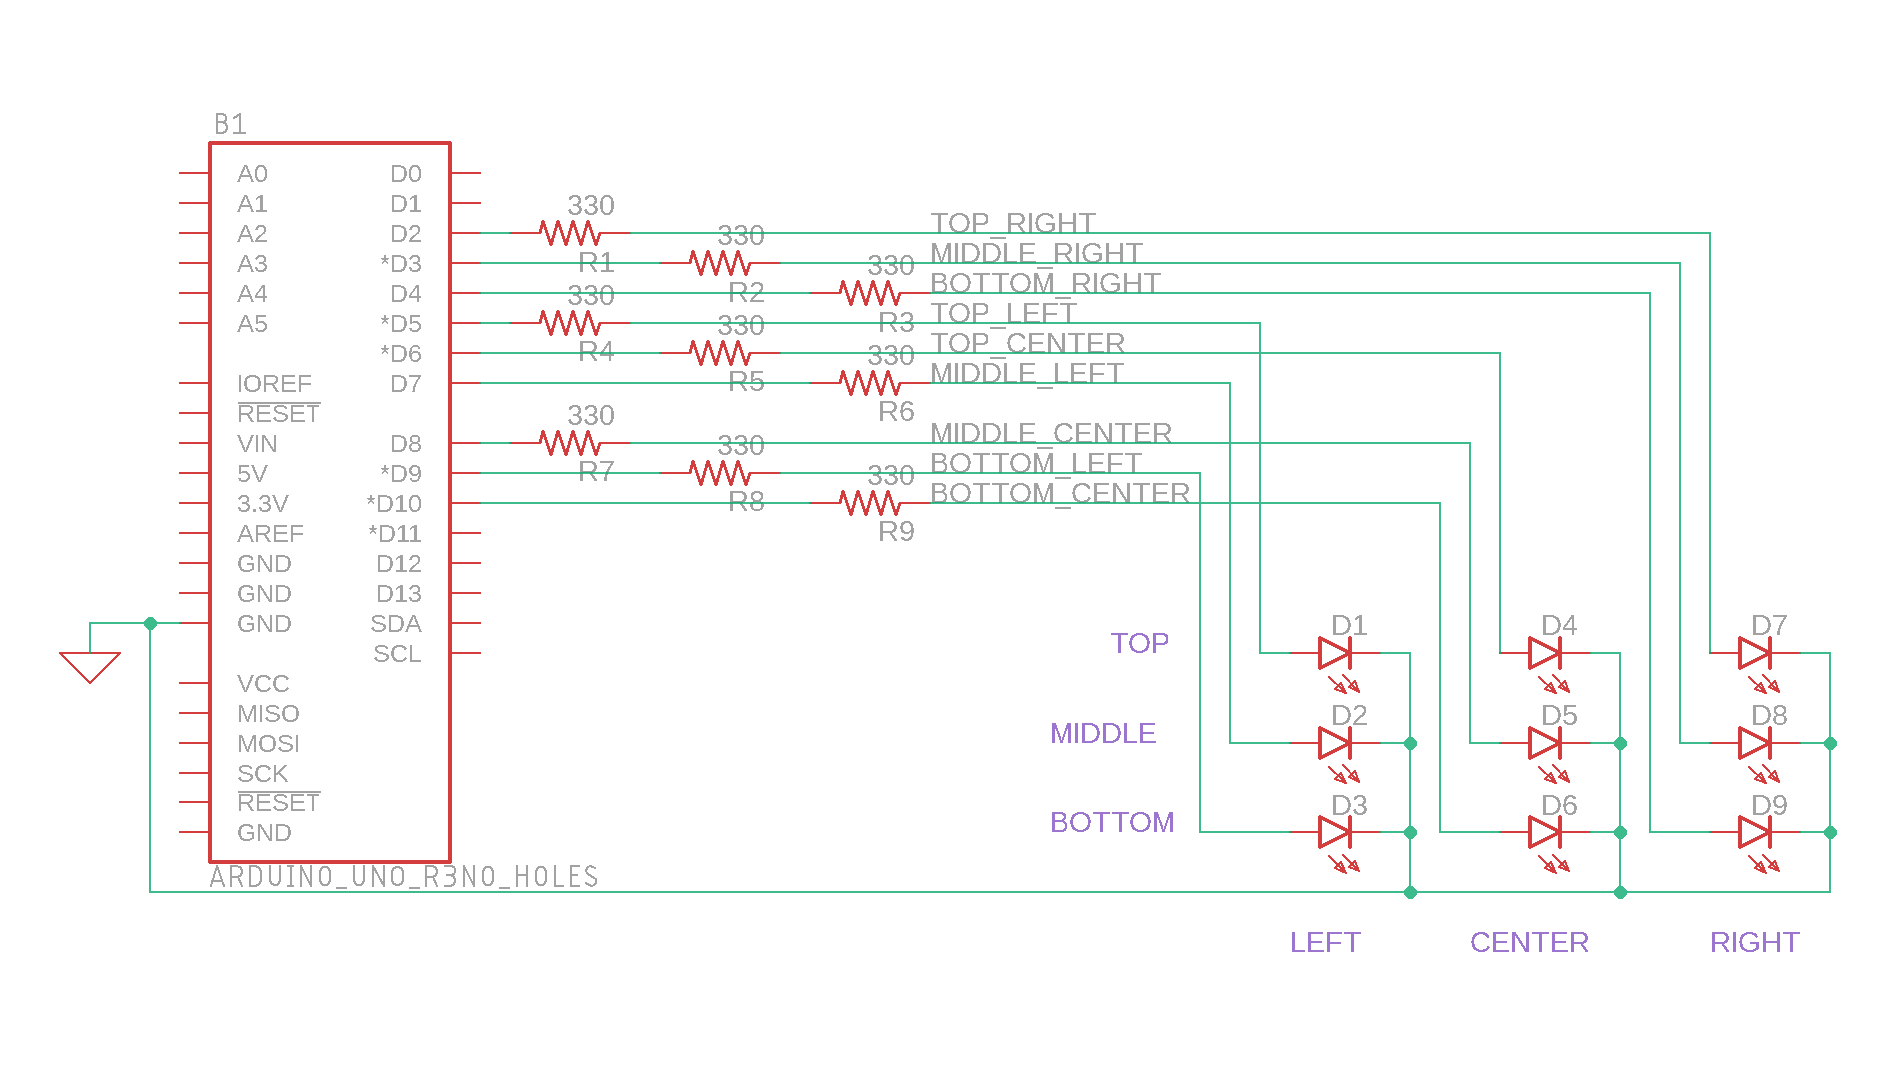 B1
A0 D0
A1 D1
A2 D2
A3 *D3
A4 D4
A5 *D5
*D6
IOREF D7
RESET
VIN D8
5V *D9
3.3V *D10
AREF *D11
GND D12
GND D13
GND SDA
SCL
VCC
MISO
MOSI
SCK
RESET
GND
ARDUINO_UNO_R3NO_HOLES
330
R1
330
R2
330
R3
330
R4
330
R5
330
R6
330
R7
330
R8
330
R9
TOP_RIGHT
MIDDLE_RIGHT
BOTTOM_RIGHT
TOP_LEFT
TOP_CENTER
MIDDLE_LEFT
MIDDLE_CENTER
BOTTOM_LEFT
BOTTOM_CENTER
TOP D1 D4 D7
MIDDLE D2 D5 D8
BOTTOM D3 D6 D9
LEFT CENTER RIGHT